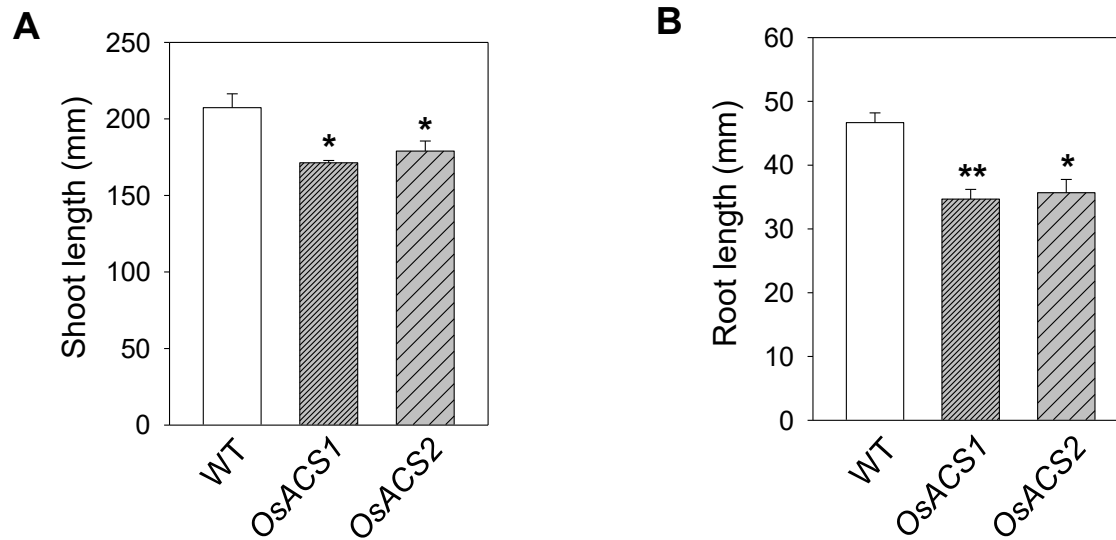 A
Shoot length (mm)
250
200
150
100
50
0
*
*
WT
OsACS1
OsACS2
B
Root length (mm)
60
50
40
30
20
10
0
**
*
WT
OsACS1
OsACS2